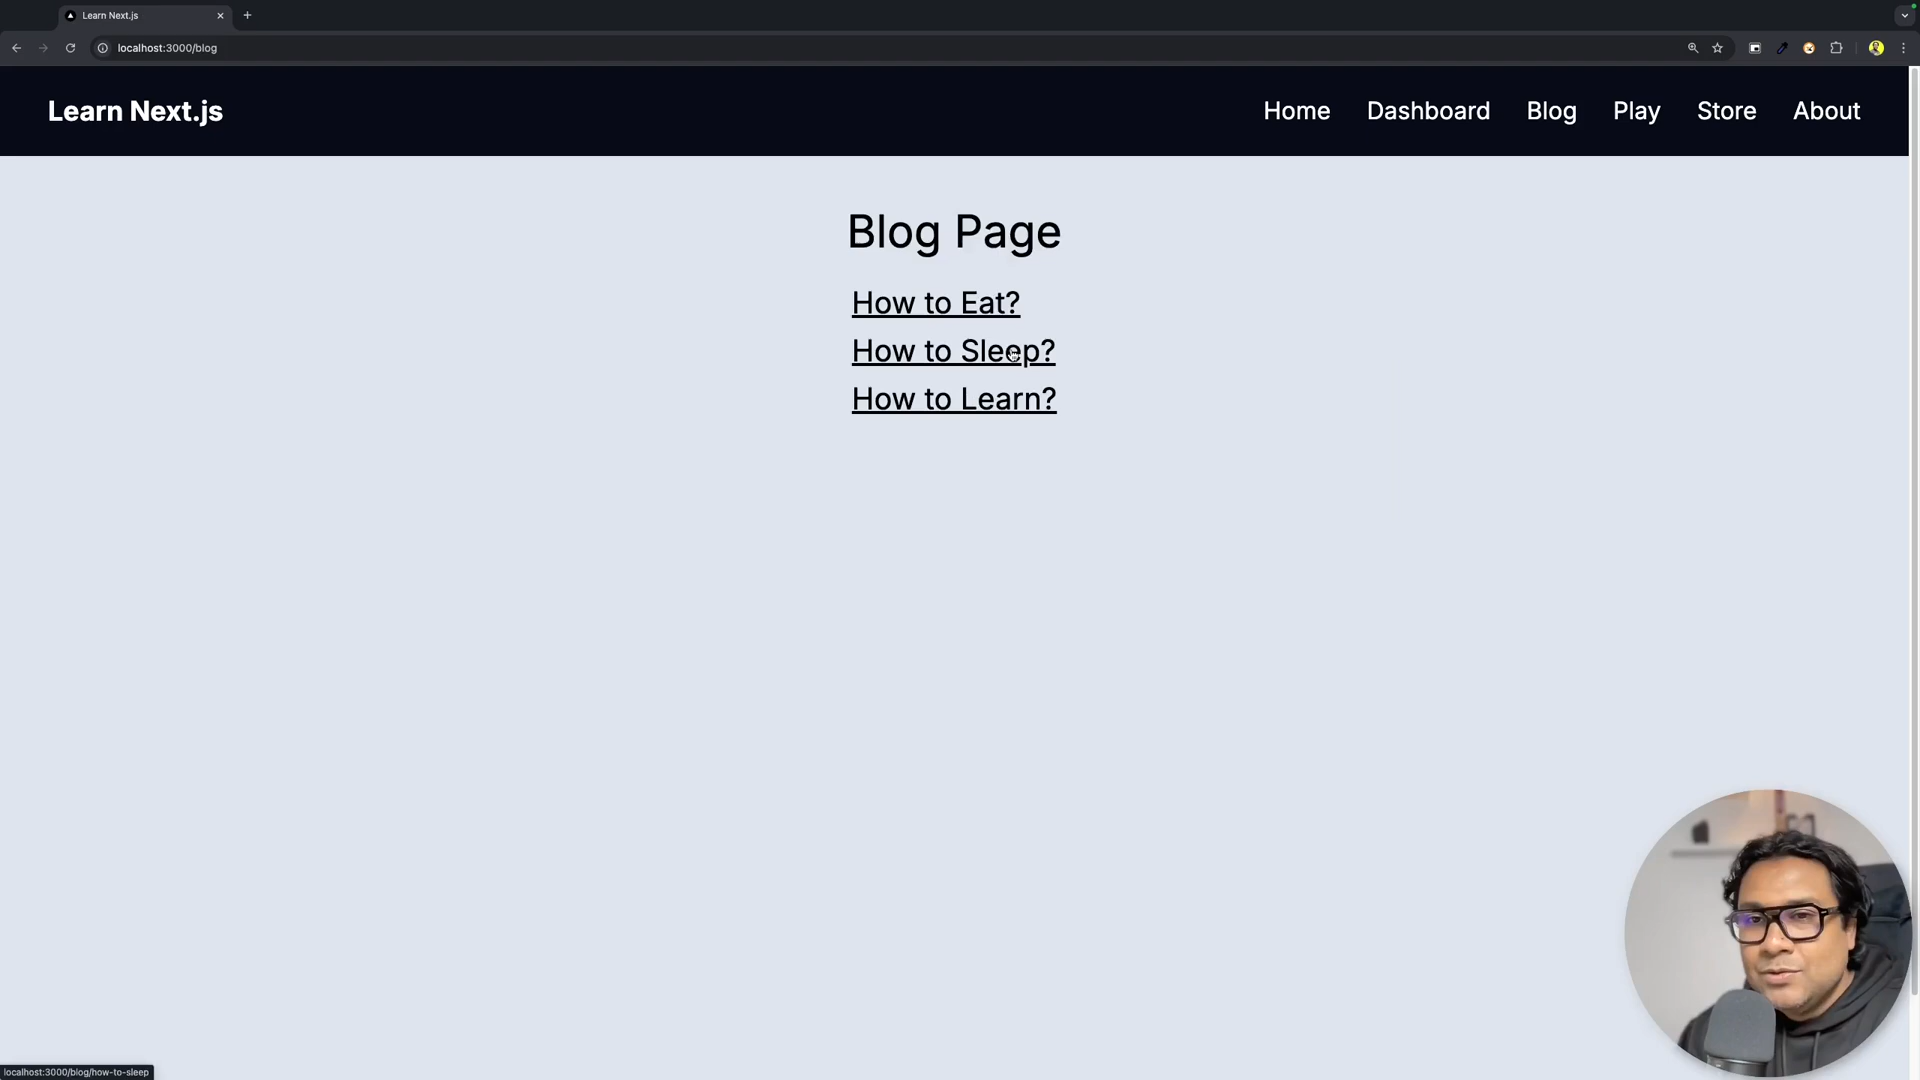 Learn Next.js
localhost:3000/blog
Learn Next.js
Home Dashboard Blog Play Store About
Blog Page
How to Eat?
How to Sleep?
How to Learn?
localhost:3000/blog/how-to-sleep